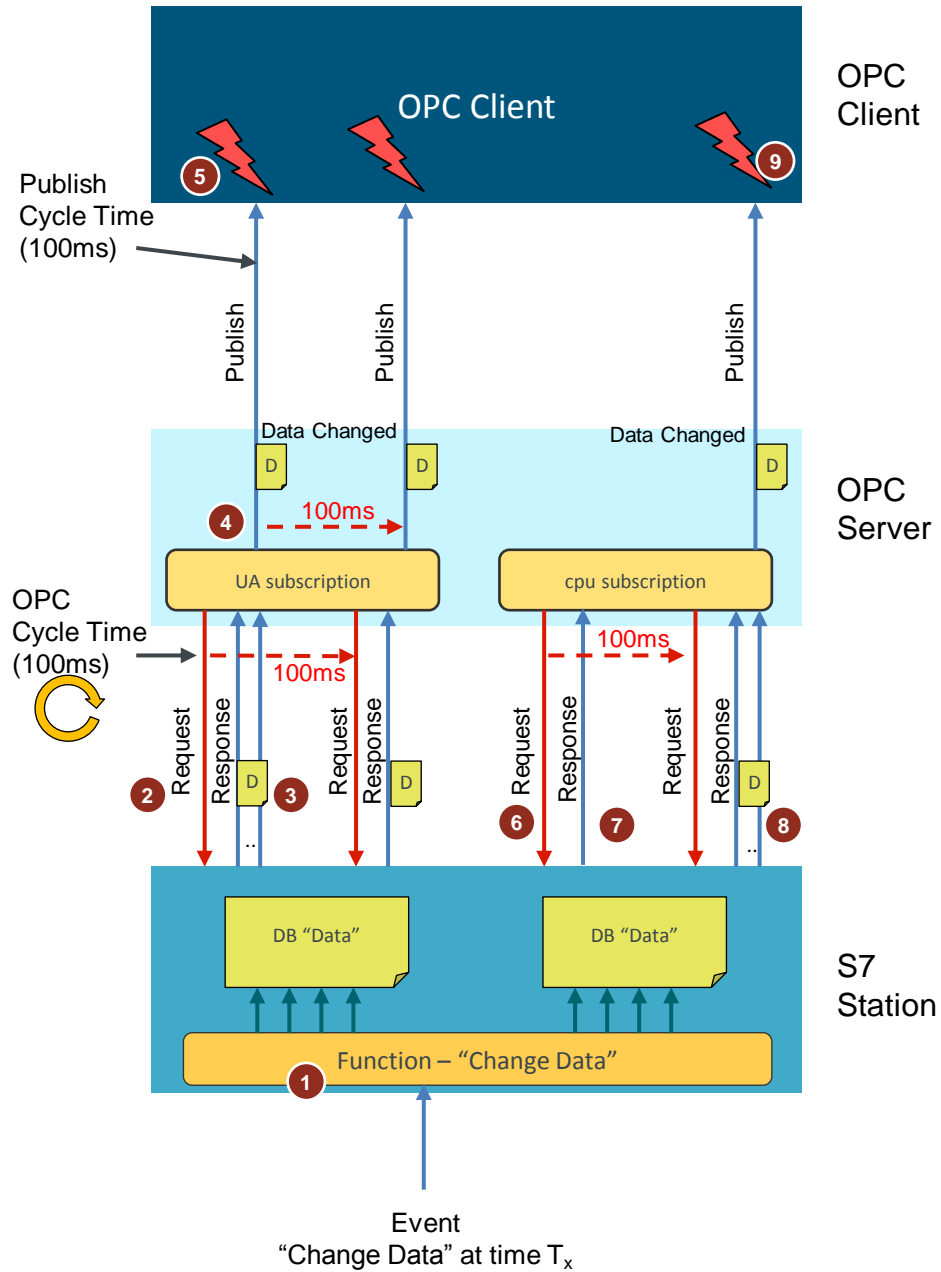 OPC Client
OPC
Client
5
9
Publish
Cycle Time
(100ms)
Publish
Publish
Publish
Data Changed
Data Changed
D
D
D
OPC
Server
4
100ms
UA subscription
cpu subscription
OPC
Cycle Time
(100ms)
100ms
100ms
Request
Response
Request
Response
Request
Response
Request
Response
2
D
3
D
6
7
D
8
..
..
DB “Data”
DB “Data”
S7
Station
Function – “Change Data”
1
Event
“Change Data” at time Tx